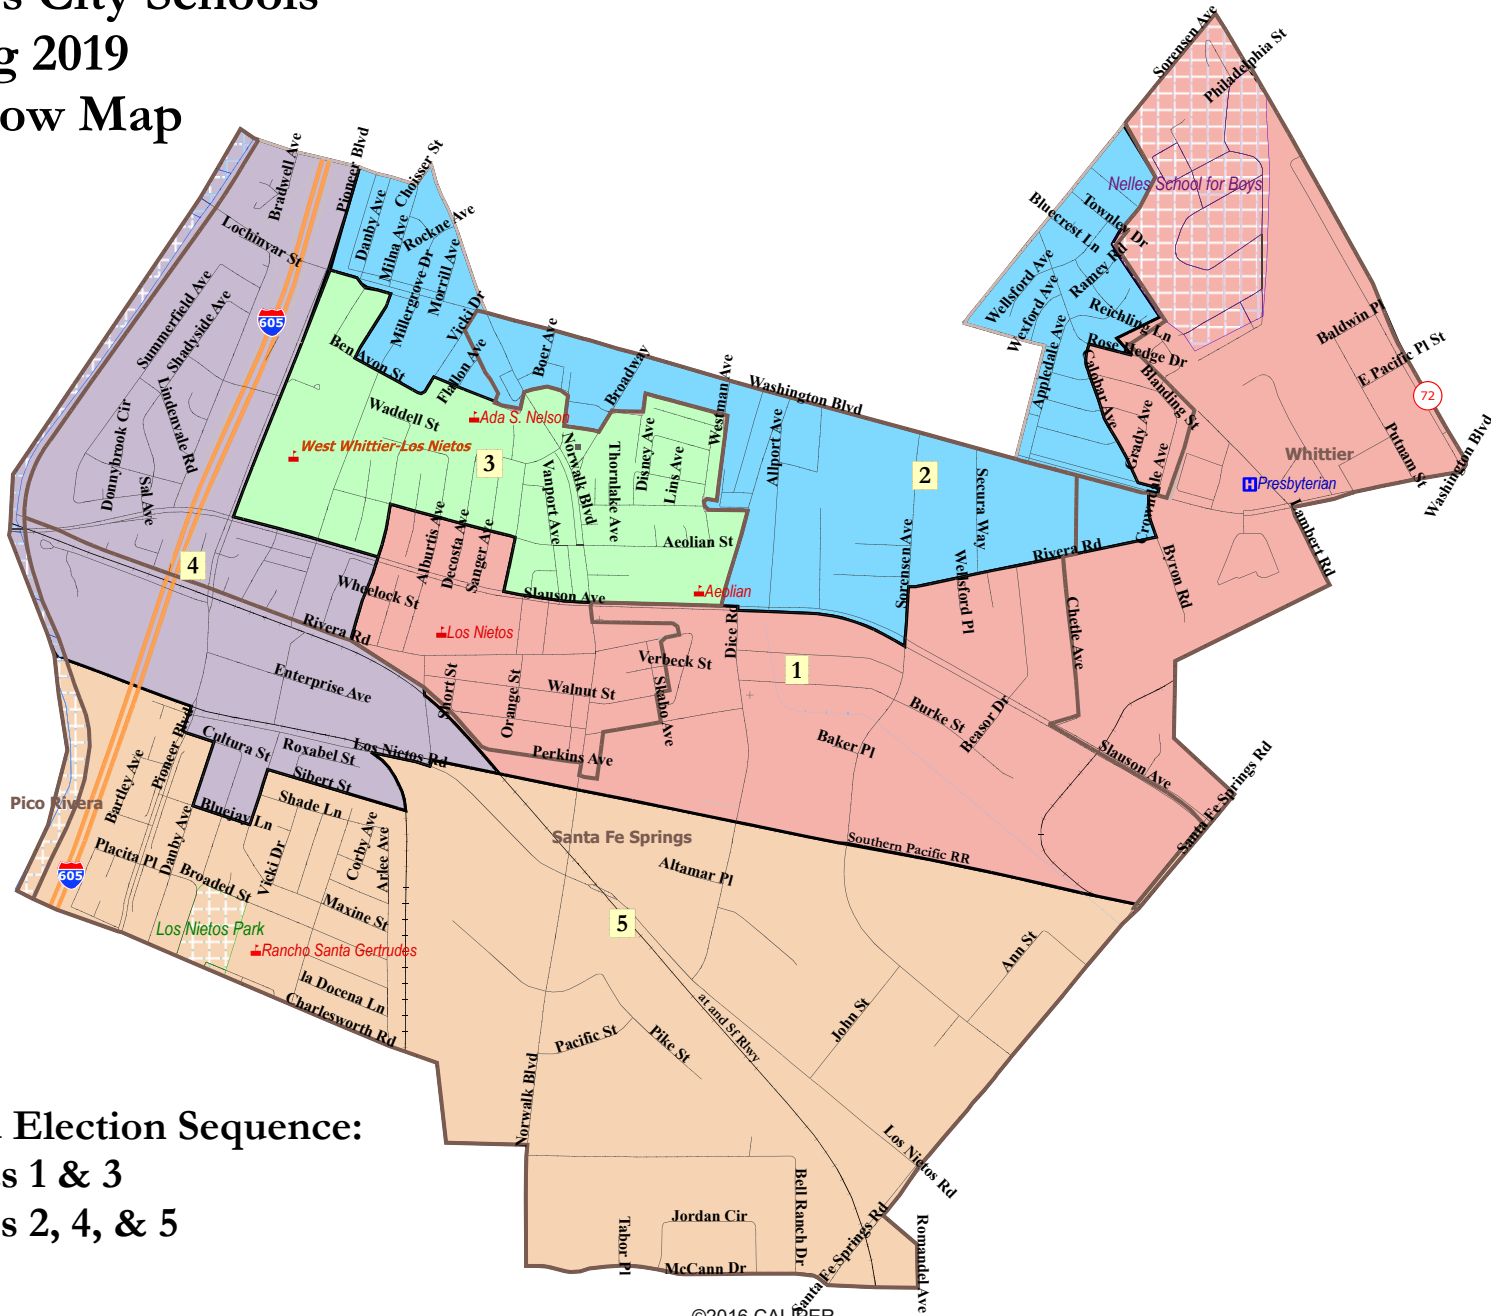 s City Schools
g 2019
ow Map
Sorensen Ave
Philadelphia St
Bradwell Ave
Pioneer Blvd
Choisser St
Danby Ave
Milna Ave
Rockne Ave
Lochinvar St
Millergrove Dr
Morrill Ave
Vicki Dr
Nelles School for Boys
Bluecrest Ln
Townley Dr
Ramey Rd
Wellsford Ave
Wexford Ave
Reichling Ln
Rose Hedge Dr
Baldwin Pl
E Pacific Pl St
Summerfield Ave
Shadyside Ave
605
Ben Avon St
Flallon Ave
Boer Ave
Broadway
Westman Ave
Washington Blvd
Appledale Ave
Calobar Ave
Blanding St
Grady Ave
72
Lindenvale Rd
Donnybrook Cir
Sal Ave
Waddell St
Ada S. Nelson
West Whittier-Los Nietos
3
Norwalk Blvd
Vanport Ave
Thornlake Ave
Disney Ave
Lins Ave
Allport Ave
2
Secura Way
Crowndale Ave
Whittier
Presbyterian
H
Putnam St
Washington Blvd
Lambert Rd
4
Alburtis Ave
Decosta Ave
Sanger Ave
Aeolian St
Sorensen Ave
Wellsford Pl
Rivera Rd
Byron Rd
Wheelock St
Slauson Ave
Aeolian
Chetle Ave
Rivera Rd
Los Nietos
Dice Rd
Enterprise Ave
Short St
Orange St
Walnut St
Verbeck St
Skabo Ave
1
Burke St
Beasor Dr
Baker Pl
Slauson Ave
Santa Fe Springs Rd
Cultura St
Roxabel St
Los Nietos Rd
Perkins Ave
Sibert St
Pioneer Blvd
Bartley Ave
Pico Rivera
Bluejay Ln
Shade Ln
Danby Ave
Vicki Dr
Corby Ave
Arlee Ave
Santa Fe Springs
Southern Pacific RR
Altamar Pl
605
Placita Pl
Broaded St
Maxine St
Los Nietos Park
Rancho Santa Gertrudes
5
la Docena Ln
Charlesworth Rd
Ann St
John St
at and Sf Rlwy
Pacific St
Pike St
Norwalk Blvd
Los Nietos Rd
Election Sequence:
s 1 & 3
s 2, 4, & 5
Bell Ranch Dr
Jordan Cir
Tabor Pl
McCann Dr
Santa Fe Springs Rd
Romandel Ave
©2016 CALIPER